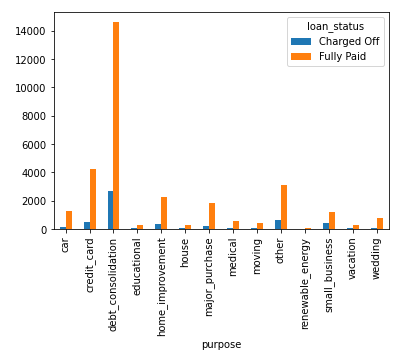 loan_status
Charged Off
Fully Paid
14000
12000
10000
8000
6000
4000
2000
0
car
credit_card
debt_consolidation
educational
home_improvement
house
major_purchase
medical
moving
other
renewable_energy
small_business
vacation
wedding
purpose